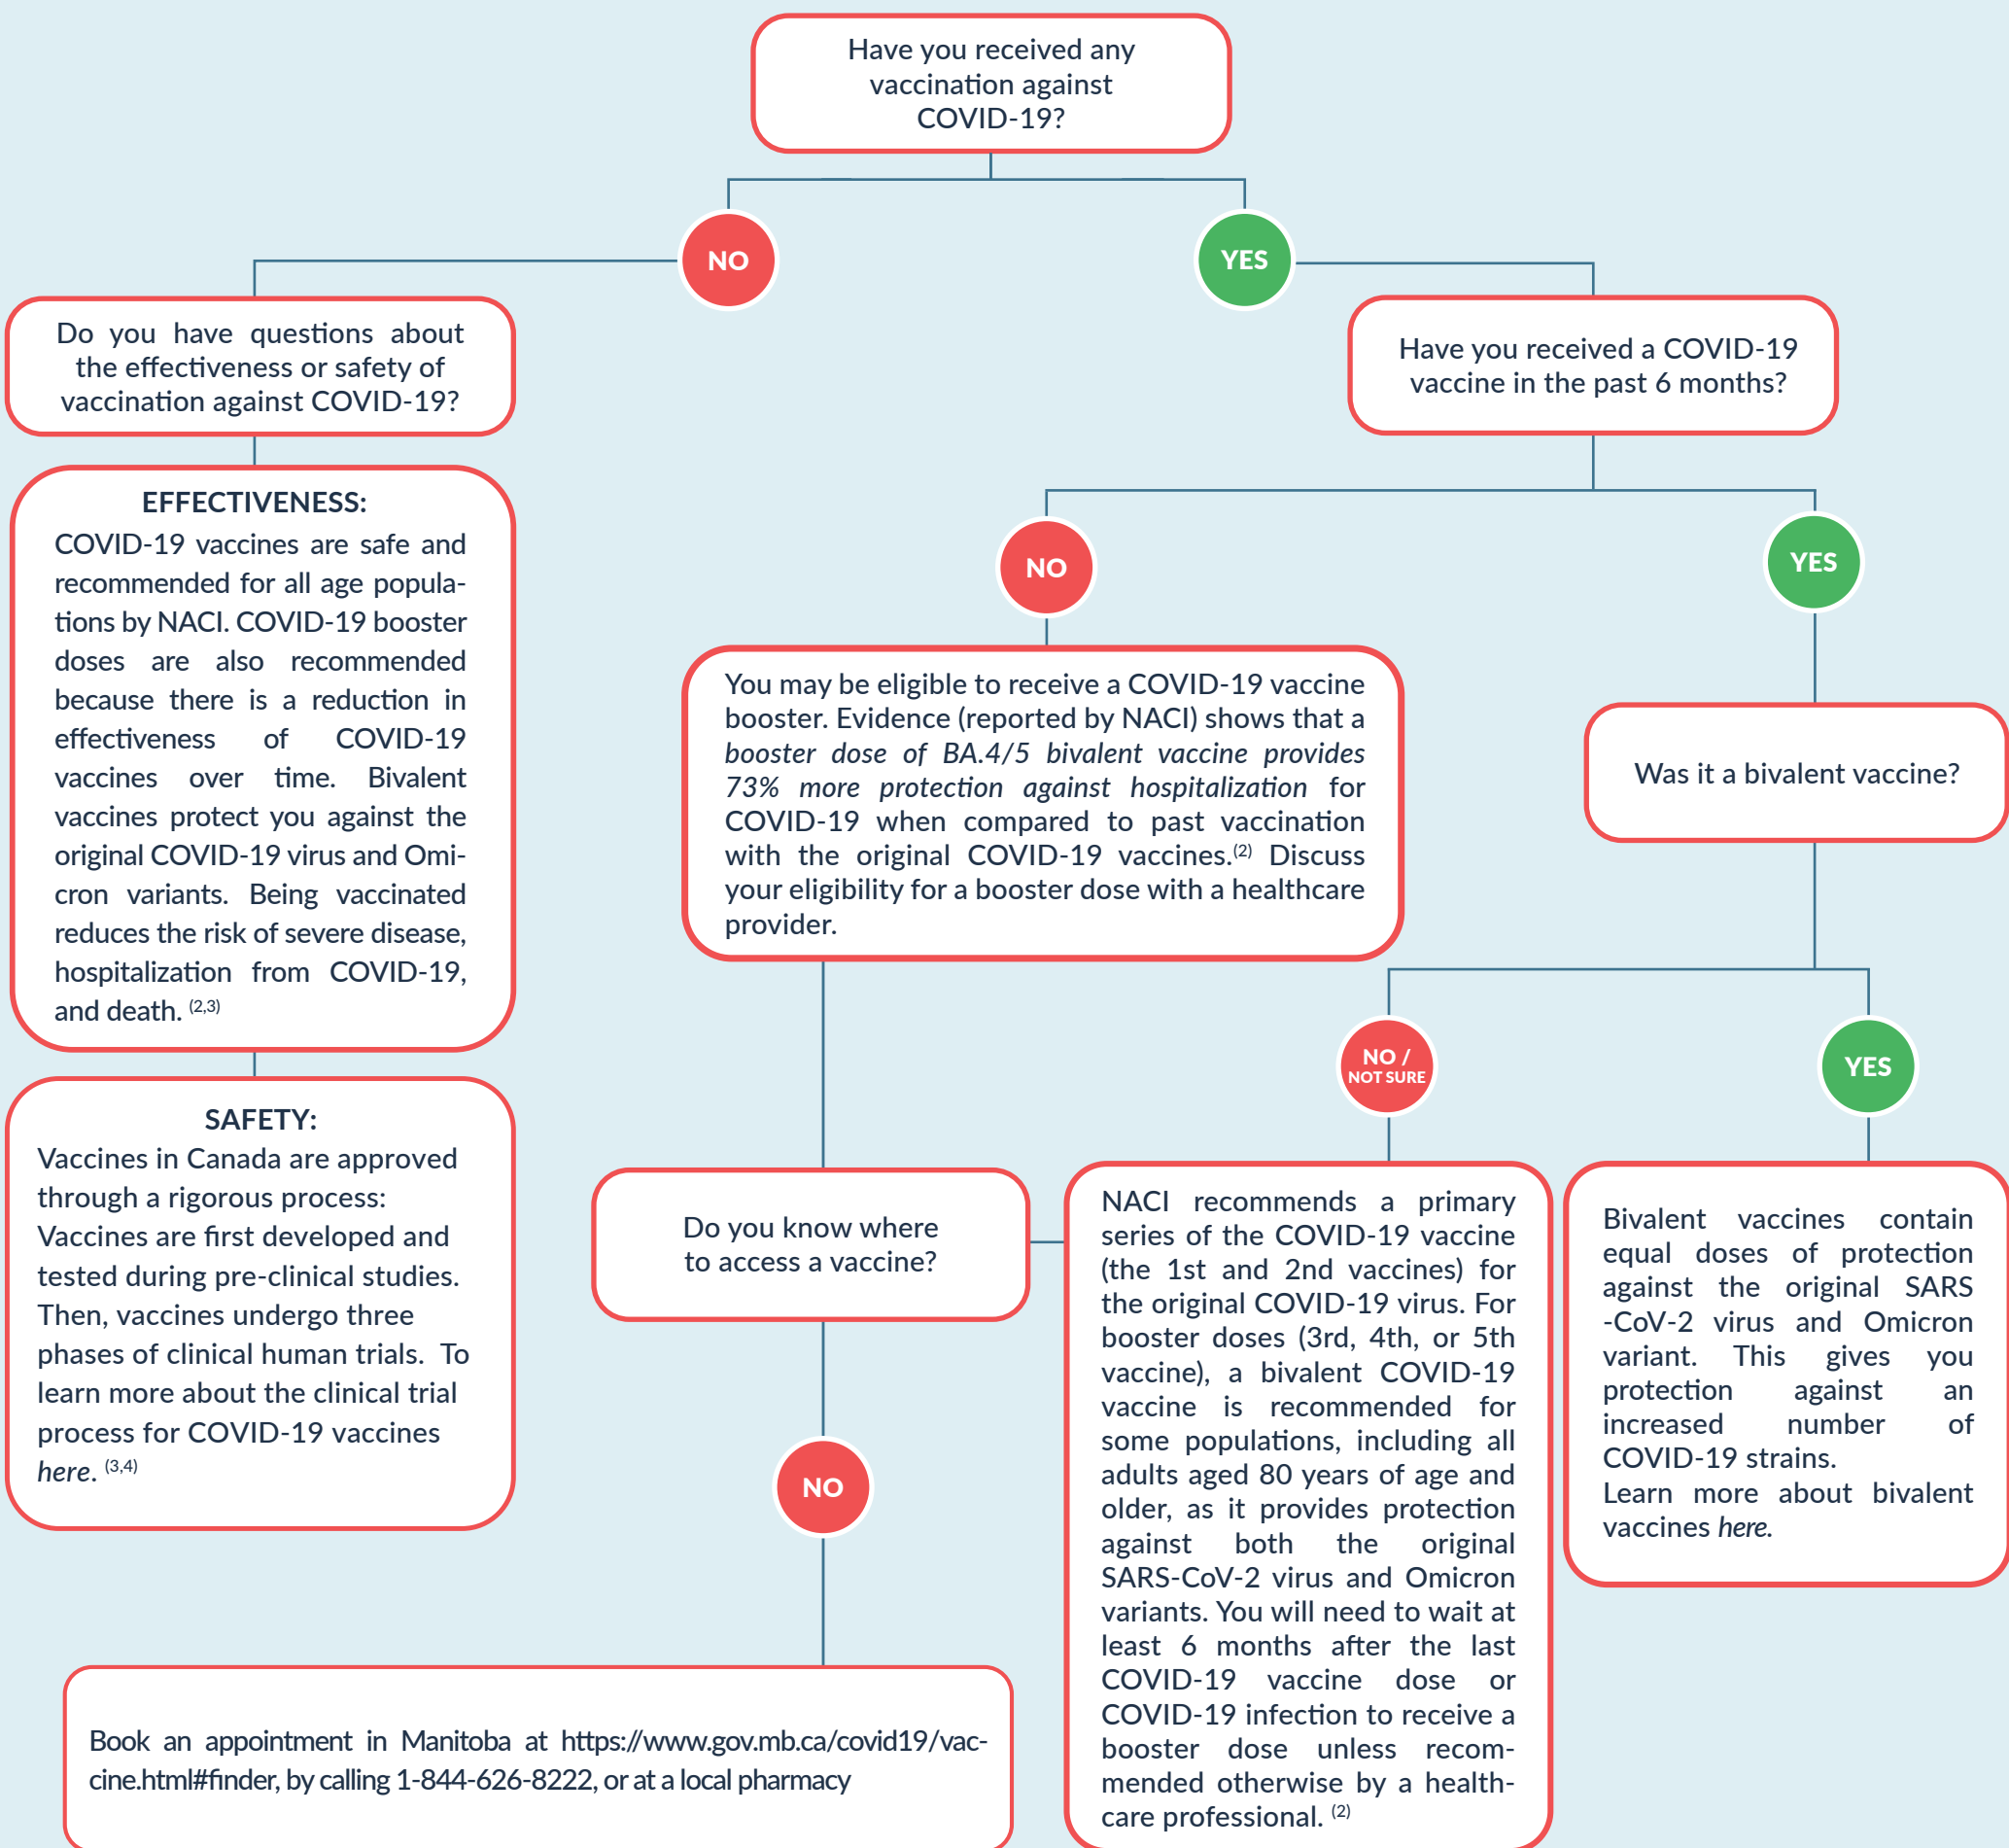 Have you received any
vaccination against
COVID-19?
NO
YES
Do you have questions about
the effectiveness or safety of
vaccination against COVID-19?
Have you received a COVID-19
vaccine in the past 6 months?
EFFECTIVENESS:
COVID-19 vaccines are safe and
recommended for all age popula-
tions by NACI. COVID-19 booster
doses are also recommended
because there is a reduction in
effectiveness of COVID-19
vaccines over time. Bivalent
vaccines protect you against the
original COVID-19 virus and Omi-
cron variants. Being vaccinated
reduces the risk of severe disease,
hospitalization from COVID-19,
and death. (2,3)
NO
YES
You may be eligible to receive a COVID-19 vaccine
booster. Evidence (reported by NACI) shows that a
booster dose of BA.4/5 bivalent vaccine provides
73% more protection against hospitalization for
COVID-19 when compared to past vaccination
with the original COVID-19 vaccines.(2) Discuss
your eligibility for a booster dose with a healthcare
provider.
Was it a bivalent vaccine?
NO /
NOT SURE
YES
SAFETY:
Vaccines in Canada are approved
through a rigorous process:
Vaccines are first developed and
tested during pre-clinical studies.
Then, vaccines undergo three
phases of clinical human trials. To
learn more about the clinical trial
process for COVID-19 vaccines
here. (3,4)
Do you know where
to access a vaccine?
NACI recommends a primary
series of the COVID-19 vaccine
(the 1st and 2nd vaccines) for
the original COVID-19 virus. For
booster doses (3rd, 4th, or 5th
vaccine), a bivalent COVID-19
vaccine is recommended for
some populations, including all
adults aged 80 years of age and
older, as it provides protection
against both the original
SARS-CoV-2 virus and Omicron
variants. You will need to wait at
least 6 months after the last
COVID-19 vaccine dose or
COVID-19 infection to receive a
booster dose unless recom-
mended otherwise by a health-
care professional. (2)
Bivalent vaccines contain
equal doses of protection
against the original SARS
-CoV-2 virus and Omicron
variant. This gives you
protection against an
increased number of
COVID-19 strains.
Learn more about bivalent
vaccines here.
NO
Book an appointment in Manitoba at https://www.gov.mb.ca/covid19/vac-
cine.html#finder, by calling 1-844-626-8222, or at a local pharmacy